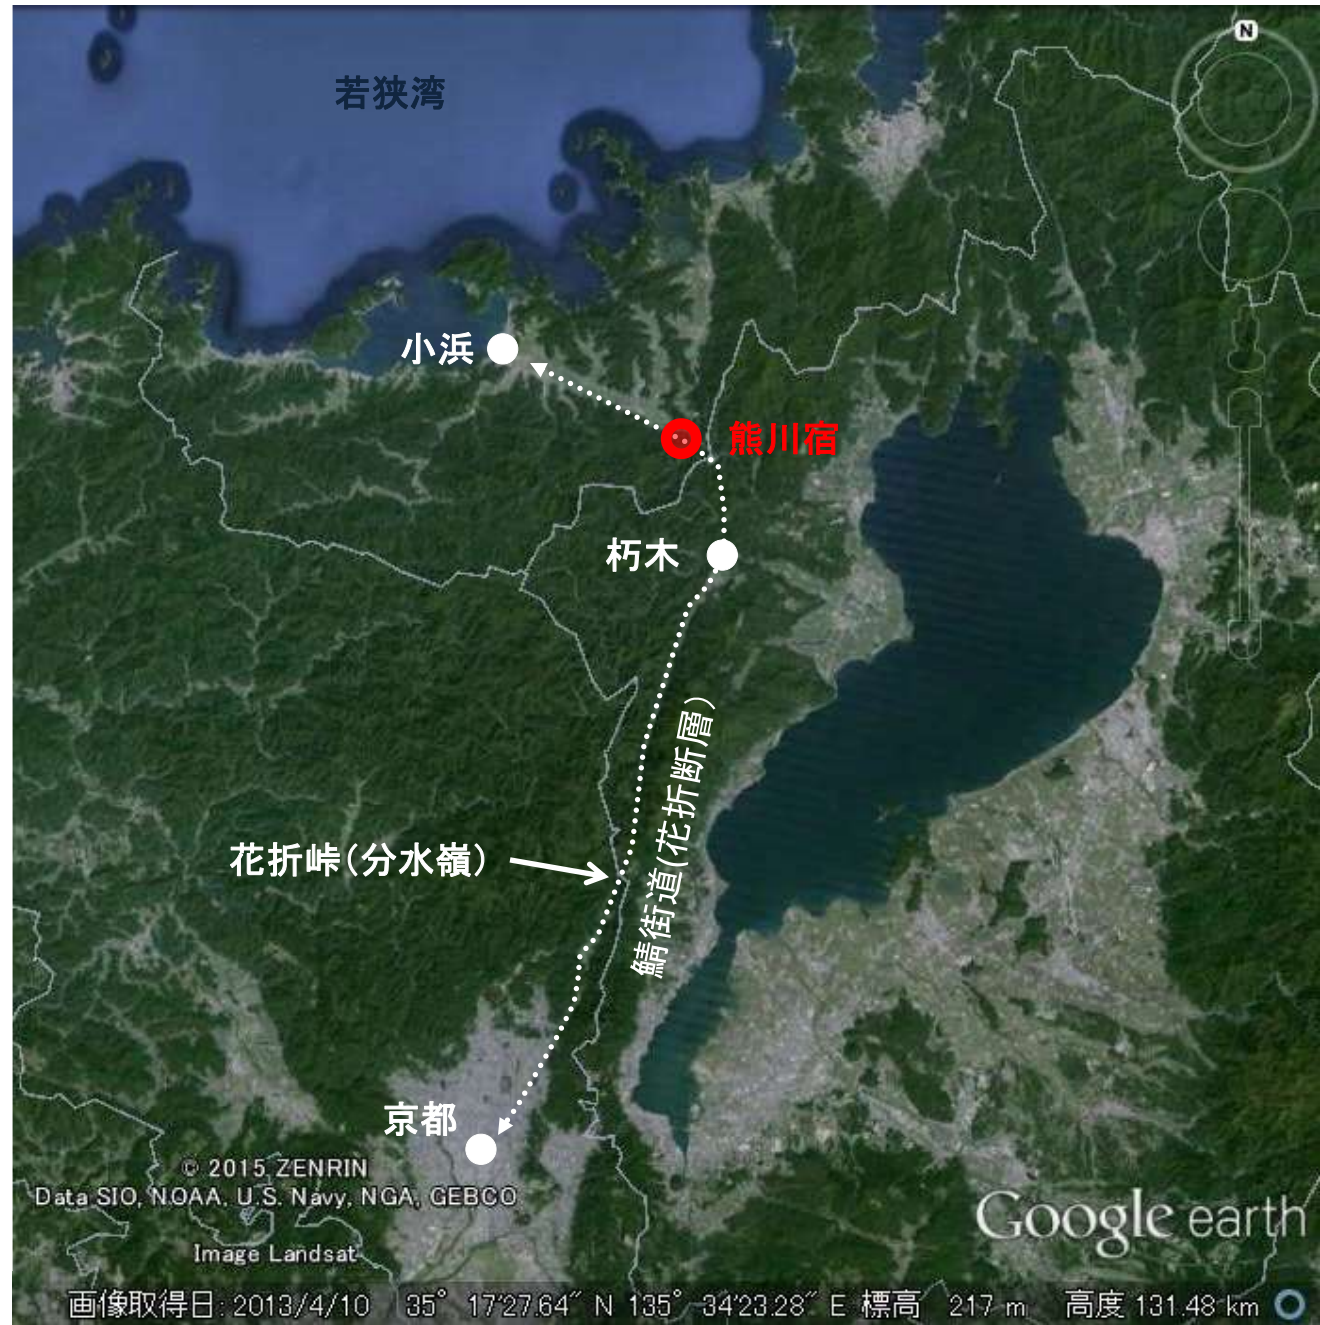 N
若狭湾
小浜
熊川宿
朽木
鯖街道(花折断層)
花折峠(分水嶺)
京都
© 2015 ZENRIN
Data SIO, NOAA, U.S. Navy, NGA, GEBCO
Image Landsat
Google earth
画像取得日: 2013/4/10 35° 17'27.64″ N 135° 34'23.28″ E 標高 217 m 高度 131.48 km